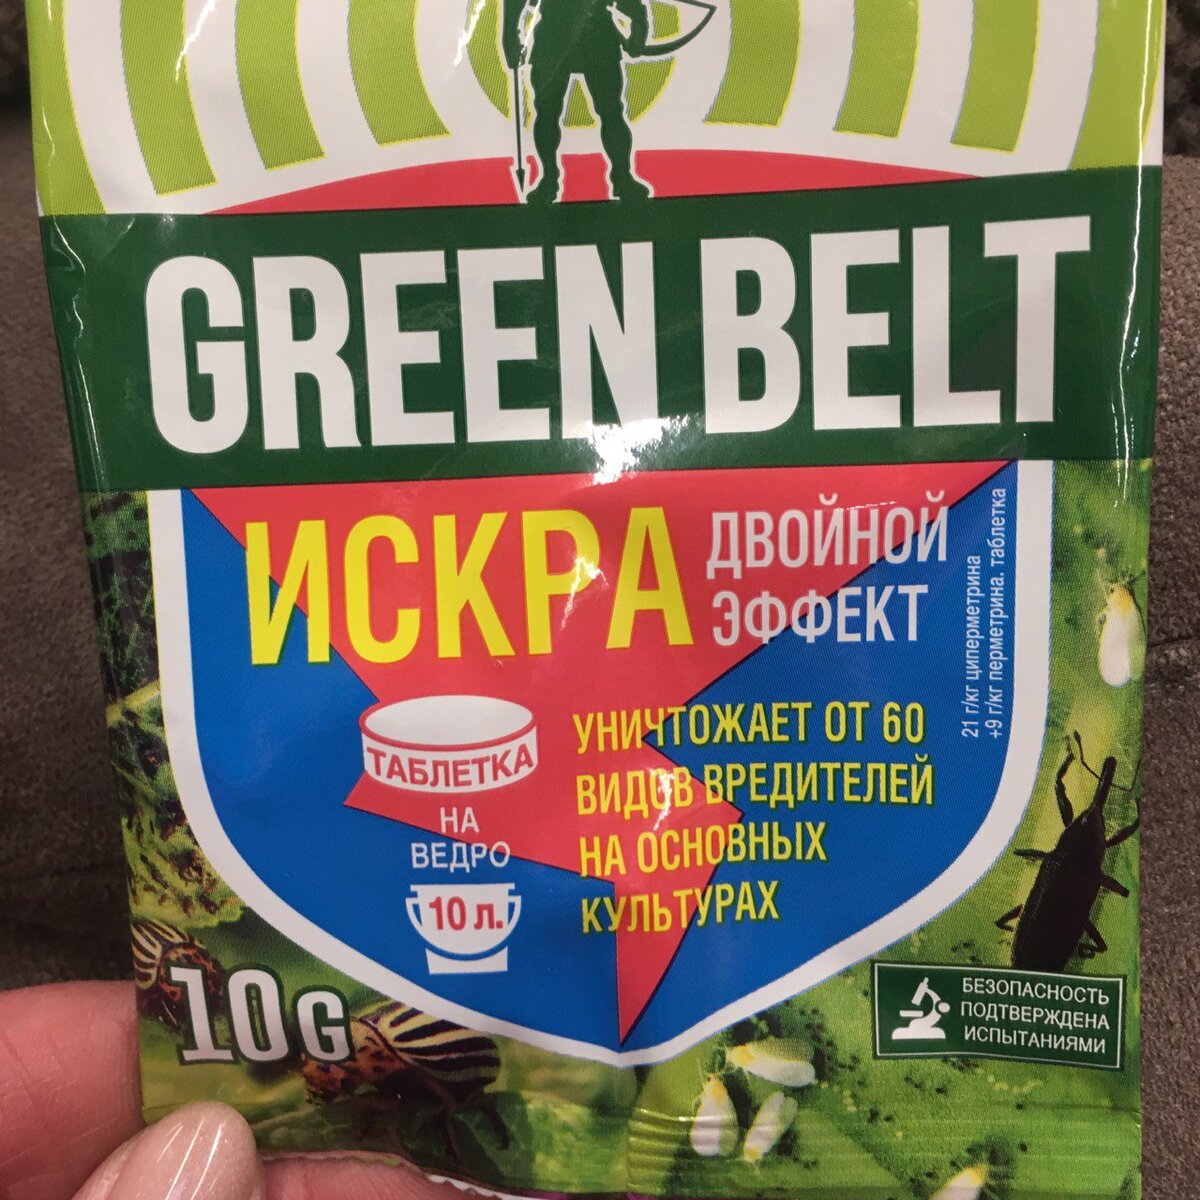 GREEN BELT
ИСКРА
ДВОЙНОЙ
ЭФФЕКТ
21 г/кг циперметрина
+9 г/кг перметрина. таблетка
ТАБЛЕТКА
НА
ВЕДРО
10 л.
УНИЧТОЖАЕТ ОТ 60
ВИДОВ ВРЕДИТЕЛЕЙ
НА ОСНОВНЫХ
КУЛЬТУРАХ
10G
БЕЗОПАСНОСТЬ
ПОДТВЕРЖДЕНА
ИСПЫТАНИЯМИ